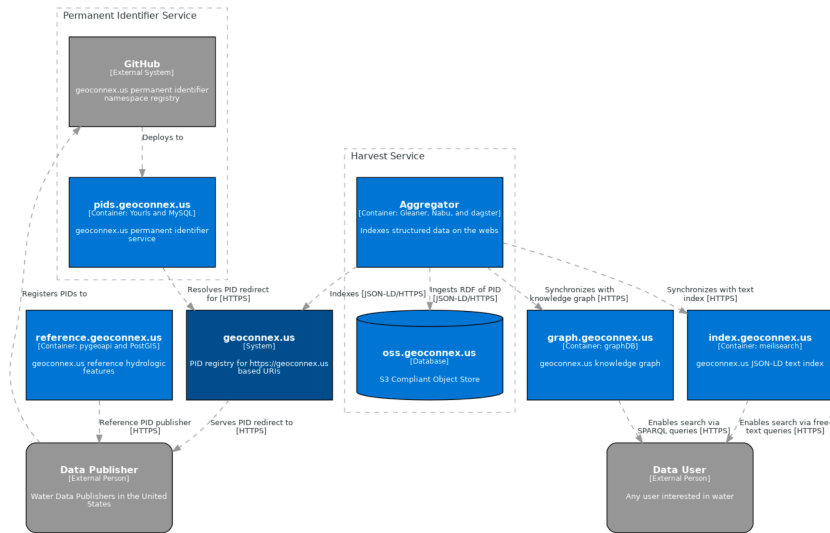 Permanent Identifier Service
GitHub
[External System]
geoconnex.us permanent identifier
namespace registry
Deploys to
Harvest Service
pids.geoconnex.us
[Container: Yourls and MySQL]
geoconnex.us permanent identifier
service
Aggregator
[Container: Gleaner, Nabu, and dagster]
Indexes structured data on the webs
Registers PIDs to
Resolves PID redirect
for [HTTPS]
Indexes [JSON-LD/HTTPS]
Ingests RDF of PID
[JSON-LD/HTTPS]
Synchronizes with
knowledge graph [HTTPS]
Synchronizes with text
index [HTTPS]
reference.geoconnex.us
[Container: pygeoapi and PostGIS]
geoconnex.us reference hydrologic
features
geoconnex.us
[System]
PID registry for https://geoconnex.us
based URIs
oss.geoconnex.us
[Database]
S3 Compliant Object Store
graph.geoconnex.us
[Container: graphDB]
geoconnex.us knowledge graph
index.geoconnex.us
[Container: meilisearch]
geoconnex.us JSON-LD text index
Reference PID publisher
[HTTPS]
Serves PID redirect to
[HTTPS]
Enables search via
SPARQL queries [HTTPS]
Enables search via free-
text queries [HTTPS]
Data Publisher
[External Person]
Water Data Publishers in the United
States
Data User
[External Person]
Any user interested in water